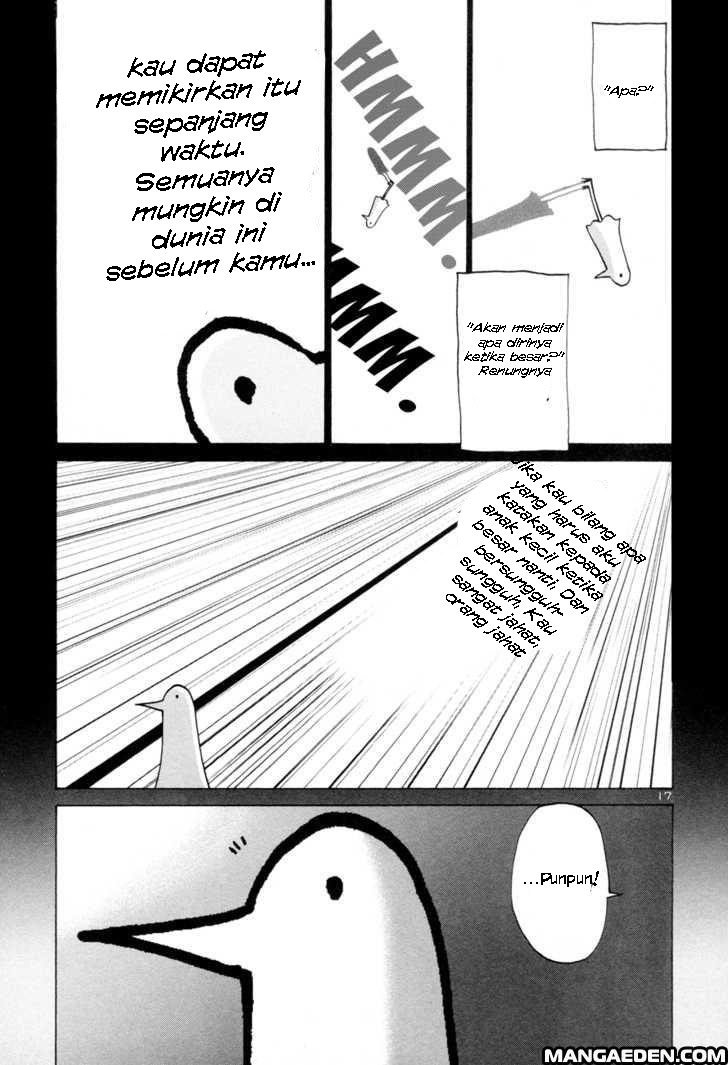 "Apa?"
HMMMM.
"Akan menjadi
apa dirinya
ketika besar?"
Renungnya
MMM.
kau dapat
memikirkan itu
sepanjang
waktu.
Semuanya
mungkin di
dunia ini
sebelum kamu...
Jika kau bilang apa
yang harus aku
katakan kepada
anak kecil ketika
besar nanti. Dan
bersungguh-
sungguh. Kau
sangat jahat,
orang jahat
17
...Punpun!
MANGAEDEN.COM